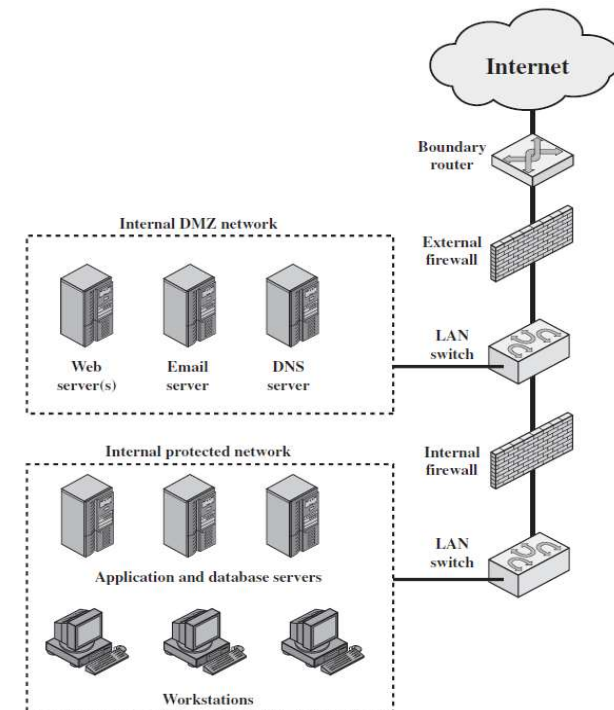 Internet
Boundary
router
Internal DMZ network
External
firewall
Web
server(s)
Email
server
DNS
server
LAN
switch
Internal protected network
Internal
firewall
Application and database servers
LAN
switch
Workstations